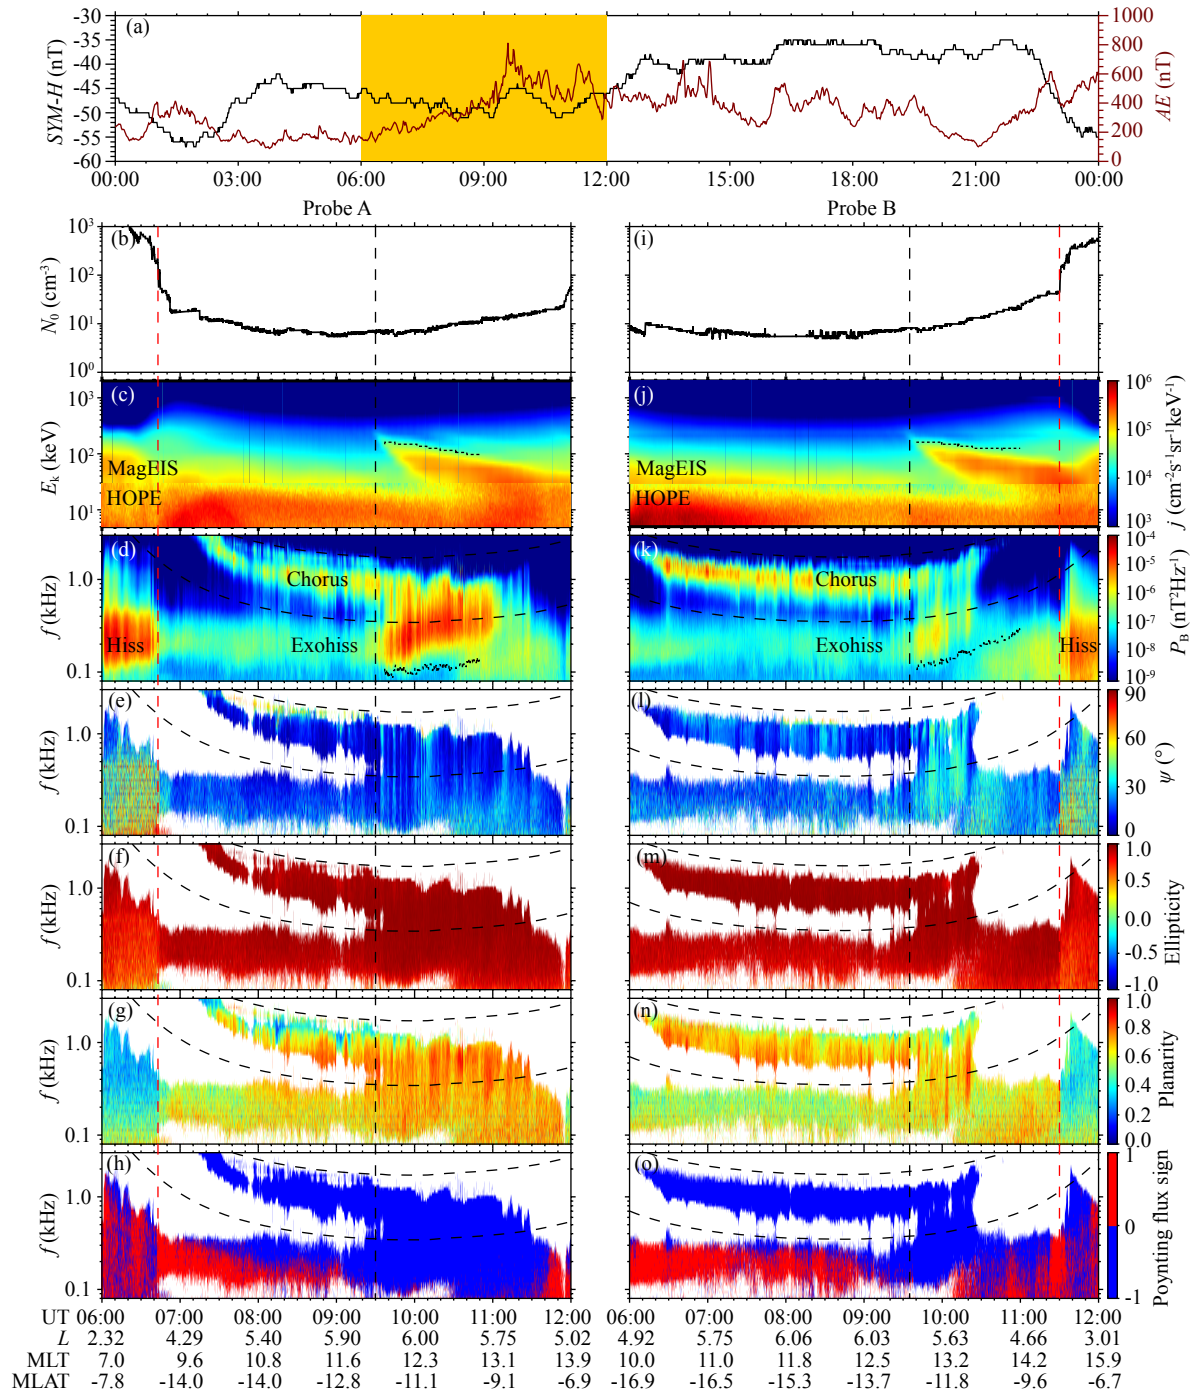 (a)
SYM-H (nT)
-30
-35
-40
-45
-50
-55
-60
1000
800
600
400
200
0
AE (nT)
00:00 03:00 06:00 09:00 12:00 15:00 18:00 21:00 00:00
Probe A Probe B
(b) (i)
N₀ (cm⁻³)
10³
10²
10¹
10⁰
(c) (j)
Eₖ (keV)
10³
10²
10¹
MagEIS MagEIS
HOPE HOPE
10⁶
10⁵
10⁴
10³
j (cm⁻²s⁻¹sr⁻¹keV⁻¹)
(d) (k)
f (kHz)
1.0
0.1
Chorus Chorus
Hiss Exohiss Exohiss Hiss
10⁻⁴
10⁻⁵
10⁻⁶
10⁻⁷
10⁻⁸
10⁻⁹
P_B (nT²Hz⁻¹)
(e) (l)
f (kHz)
1.0
0.1
90
60
30
0
ψ (°)
(f) (m)
f (kHz)
1.0
0.1
1.0
0.5
0.0
-0.5
-1.0
Ellipticity
(g) (n)
f (kHz)
1.0
0.1
1.0
0.8
0.6
0.4
0.2
0.0
Planarity
(h) (o)
f (kHz)
1.0
0.1
1
0
-1
Poynting flux sign
UT 06:00 07:00 08:00 09:00 10:00 11:00 12:00 06:00 07:00 08:00 09:00 10:00 11:00 12:00
L 2.32 4.29 5.40 5.90 6.00 5.75 5.02 4.92 5.75 6.06 6.03 5.63 4.66 3.01
MLT 7.0 9.6 10.8 11.6 12.3 13.1 13.9 10.0 11.0 11.8 12.5 13.2 14.2 15.9
MLAT -7.8 -14.0 -14.0 -12.8 -11.1 -9.1 -6.9 -16.9 -16.5 -15.3 -13.7 -11.8 -9.6 -6.7